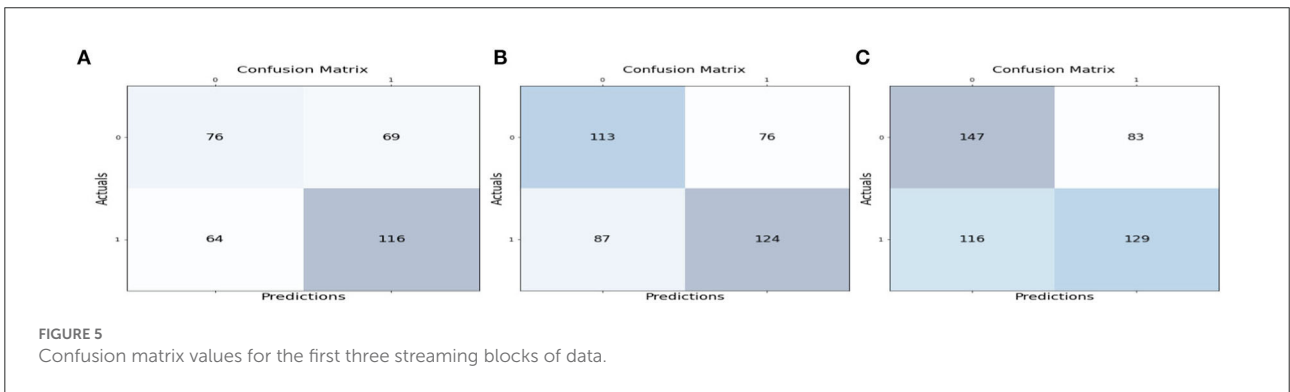 A
Confusion Matrix
0 1
0 76 69
Actuals
1 64 116
Predictions
B
Confusion Matrix
0 1
0 113 76
1 87 124
Actuals
Predictions
C
Confusion Matrix
0 1
0 147 83
Actuals
1 116 129
Predictions
FIGURE 5
Confusion matrix values for the first three streaming blocks of data.